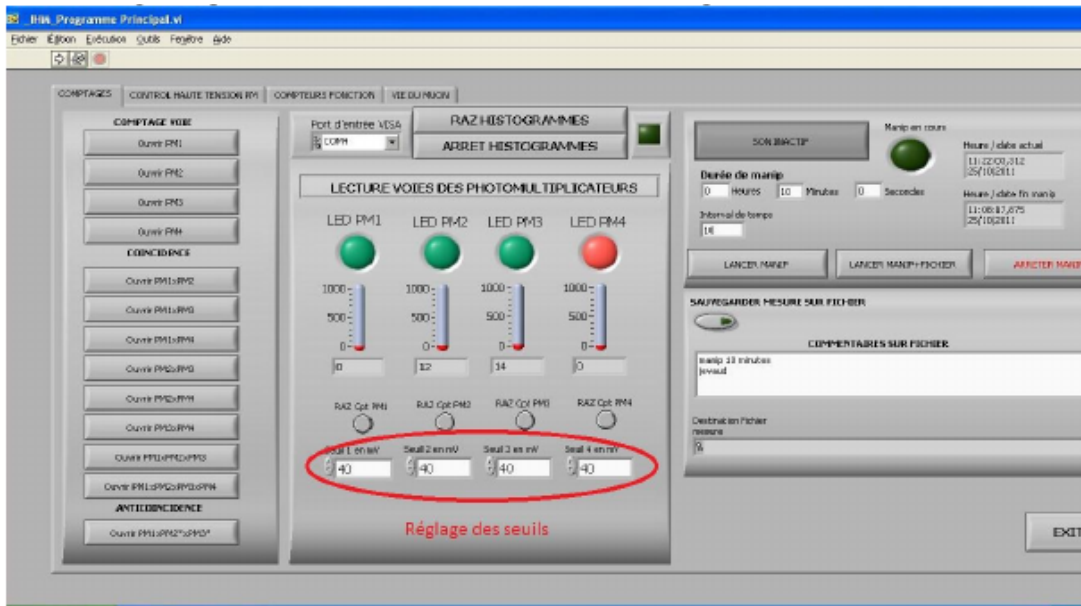 _IHM_Programme Principal.vi
Fichier Édition Exécution Outils Fenêtre Aide
COMPTAGES CONTROL HAUTE TENSION PM COMPTEURS FONCTION VIE DU MUON
COMPTAGE VOIE
Ouvrir PM1
Ouvrir PM2
Ouvrir PM3
Ouvrir PM4
COINCIDENCE
Ouvrir PM1xPM2
Ouvrir PM1xPM3
Ouvrir PM1xPM4
Ouvrir PM2xPM3
Ouvrir PM2xPM4
Ouvrir PM3xPM4
Ouvrir PM1xPM2xPM3
Ouvrir PM1xPM2xPM3xPM4
ANTICOINCIDENCE
Ouvrir PM1xPM2*xPM3*
Port d'entrée VISA
RAZ HISTOGRAMMES
ARRET HISTOGRAMMES
LECTURE VOIES DES PHOTOMULTIPLICATEURS
LED PM1 LED PM2 LED PM3 LED PM4
1000 1000 1000 1000
500 500 500 500
0 0 0 0
0 12 14 0
RAZ Cpt PM1 RAZ Cpt PM2 RAZ Cpt PM3 RAZ Cpt PM4
Seuil 1 en mV Seuil 2 en mV Seuil 3 en mV Seuil 4 en mV
40 40 40 40
Réglage des seuils
SON INACTIF
Manip en cours
Heure / date actuel
25/10/2011
Durée de manip
0 Heures 10 Minutes 0 Secondes
Heure / date fin manip
25/10/2011
Interval de temps
10
LANCER MANIP LANCER MANIP+FICHIER ARRETER MANIP
SAUVEGARDER MESURE SUR FICHIER
COMMENTAIRES SUR FICHIER
manip 10 minutes
Destination Fichier
mesure
EXIT